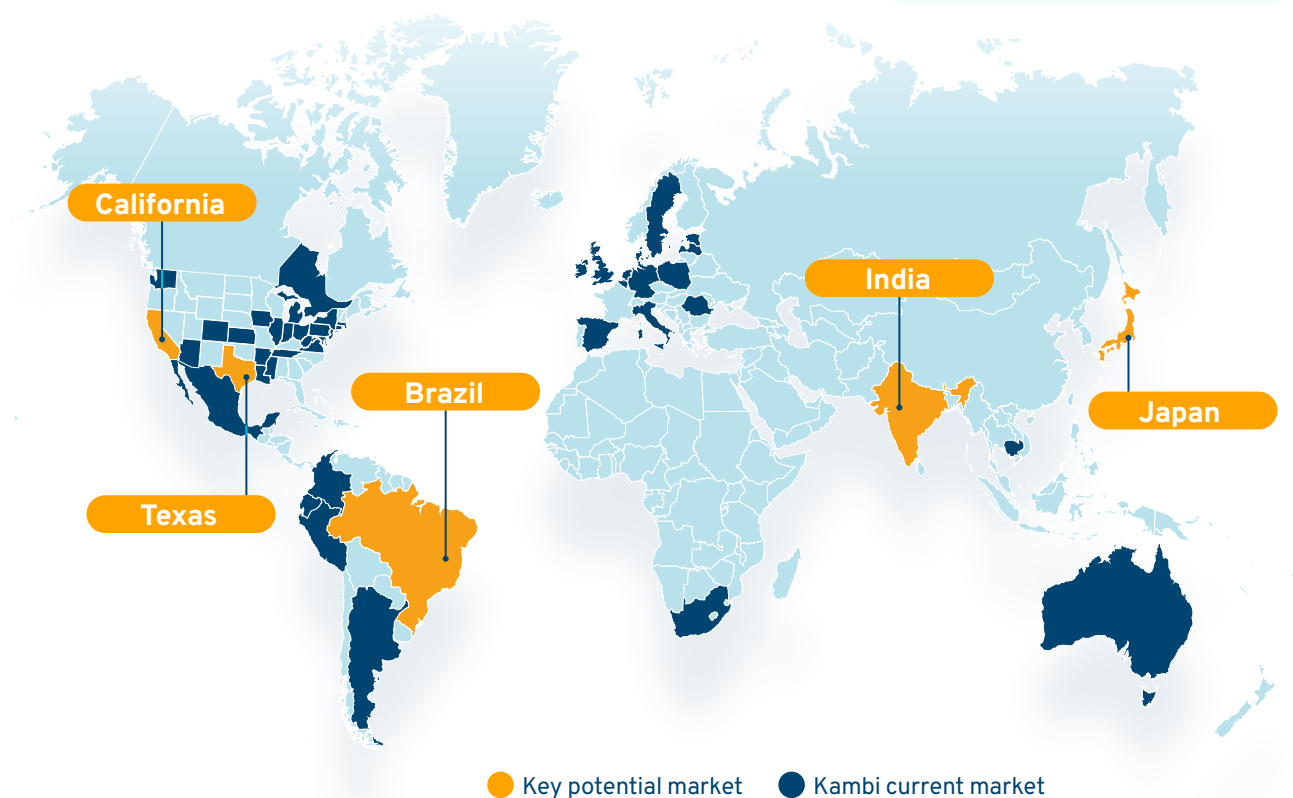 California
India
Brazil
Japan
Texas
Key potential market
Kambi current market